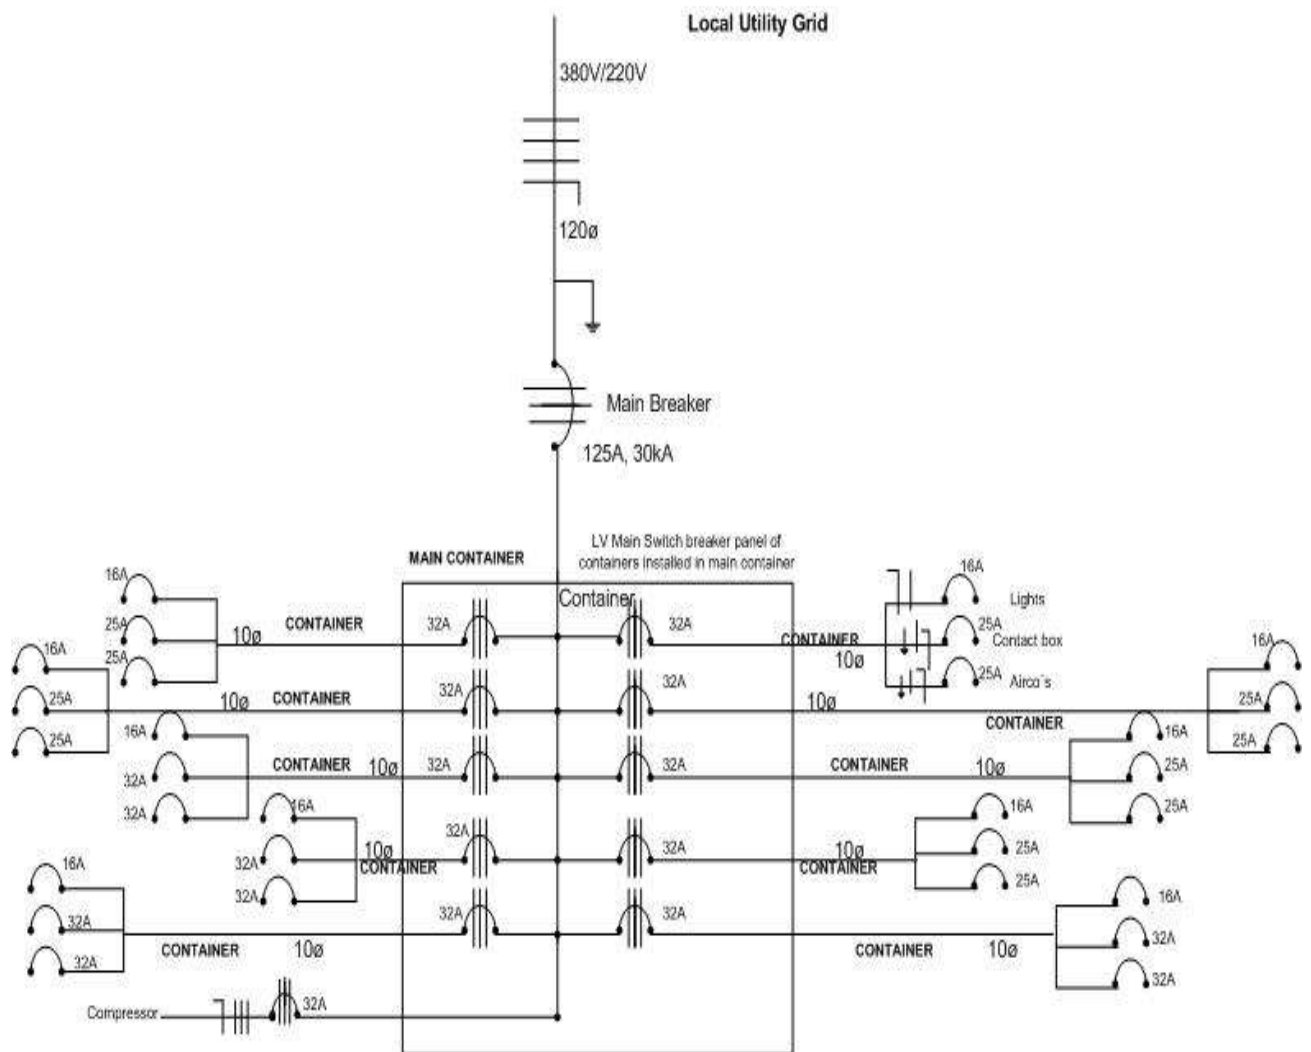 Local Utility Grid
380V/220V
120ø
Main Breaker
125A, 30kA
LV Main Switch breaker panel of
containers installed in main container
MAIN CONTAINER
Container
16A
25A
25A
10ø
CONTAINER
32A
32A
CONTAINER
10ø
16A
Lights
25A
Contact box
25A
Airco´s
16A
25A
25A
10ø
CONTAINER
32A
32A
10ø
CONTAINER
16A
25A
25A
16A
32A
32A
CONTAINER
10ø
32A
32A
CONTAINER
10ø
16A
25A
25A
16A
32A
32A
10ø
CONTAINER
32A
32A
10ø
CONTAINER
16A
25A
25A
16A
32A
32A
CONTAINER
10ø
32A
32A
CONTAINER
10ø
16A
32A
32A
Compressor
32A